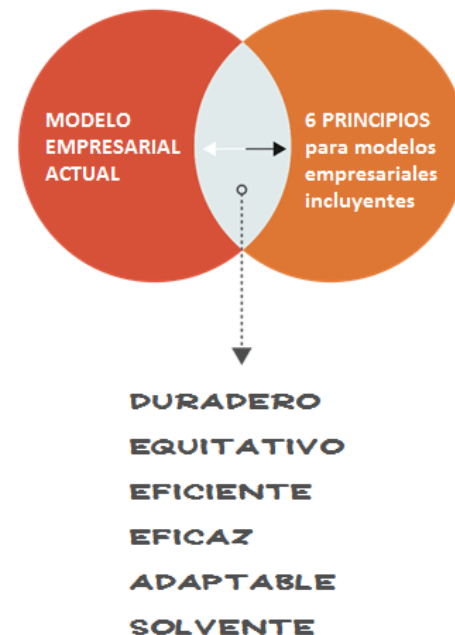 MODELO
EMPRESARIAL
ACTUAL
6 PRINCIPIOS
para modelos
empresariales
incluyentes
DURADERO
EQUITATIVO
EFICIENTE
EFICAZ
ADAPTABLE
SOLVENTE